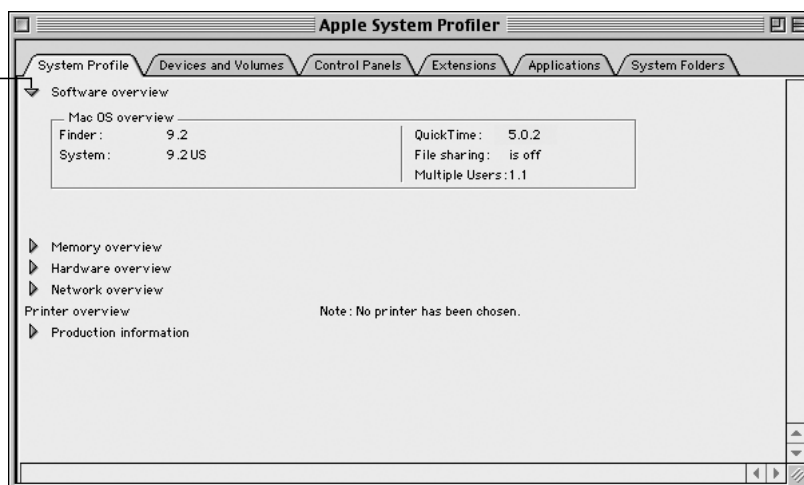 Apple System Profiler
System Profile Devices and Volumes Control Panels Extensions Applications System Folders
Software overview
Mac OS overview
Finder: 9.2 QuickTime: 5.0.2
System: 9.2 US File sharing: is off
Multiple Users: 1.1
Memory overview
Hardware overview
Network overview
Printer overview Note: No printer has been chosen.
Production information